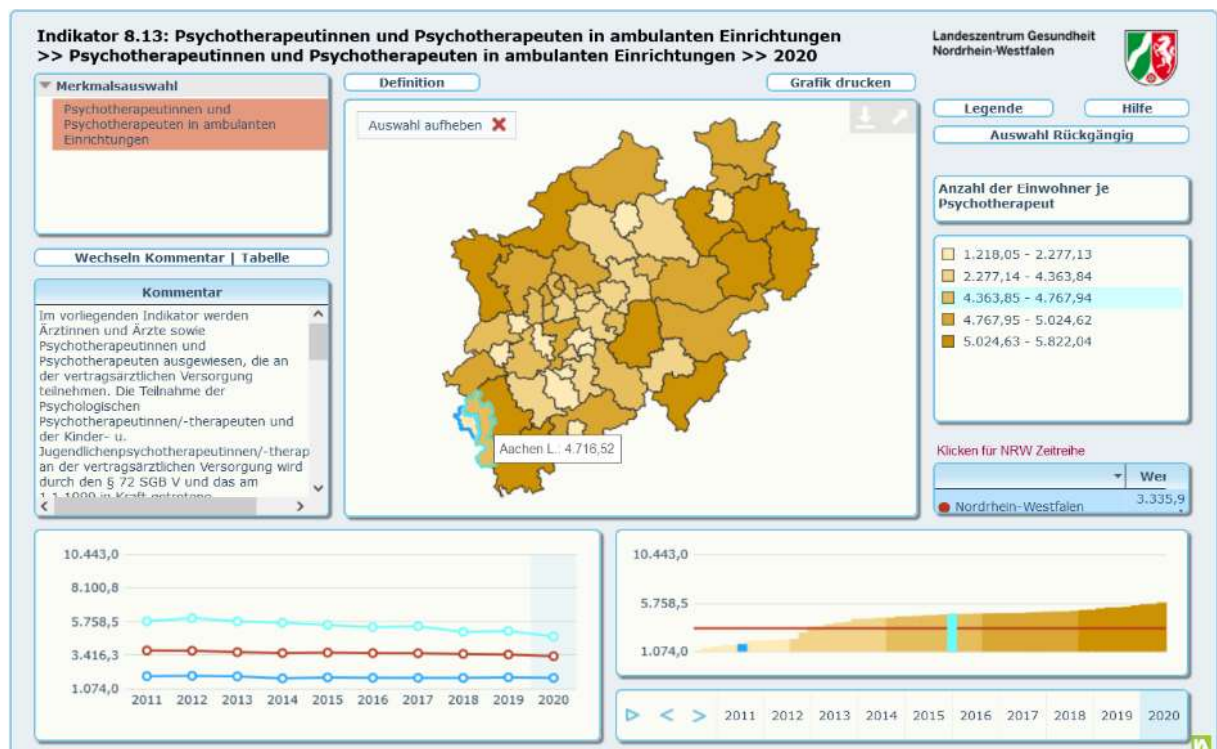 Indikator 8.13: Psychotherapeutinnen und Psychotherapeuten in ambulanten Einrichtungen
>> Psychotherapeutinnen und Psychotherapeuten in ambulanten Einrichtungen >> 2020
Landeszentrum Gesundheit
Nordrhein-Westfalen
Merkmalsauswahl
Psychotherapeutinnen und
Psychotherapeuten in ambulanten
Einrichtungen
Definition
Grafik drucken
Auswahl aufheben
Legende
Hilfe
Auswahl Rückgängig
Anzahl der Einwohner je
Psychotherapeut
1.218,05 - 2.277,13
2.277,14 - 4.363,84
4.363,85 - 4.767,94
4.767,95 - 5.024,62
5.024,63 - 5.822,04
Wechseln Kommentar | Tabelle
Kommentar
Im vorliegenden Indikator werden
Ärztinnen und Ärzte sowie
Psychotherapeutinnen und
Psychotherapeuten ausgewiesen, die an
der vertragsärztlichen Versorgung
teilnehmen. Die Teilnahme der
Psychologischen
Psychotherapeutinnen/-therapeuten und
der Kinder- u.
Jugendlichenpsychotherapeutinnen/-therap
an der vertragsärztlichen Versorgung wird
durch den § 72 SGB V und das am
1.1.1999 in Kraft getretene
Aachen L.: 4.716,52
Klicken für NRW Zeitreihe
Wer
Nordrhein-Westfalen
3.335,9
10.443,0
8.100,8
5.758,5
3.416,3
1.074,0
2011 2012 2013 2014 2015 2016 2017 2018 2019 2020
10.443,0
5.758,5
1.074,0
2011 2012 2013 2014 2015 2016 2017 2018 2019 2020